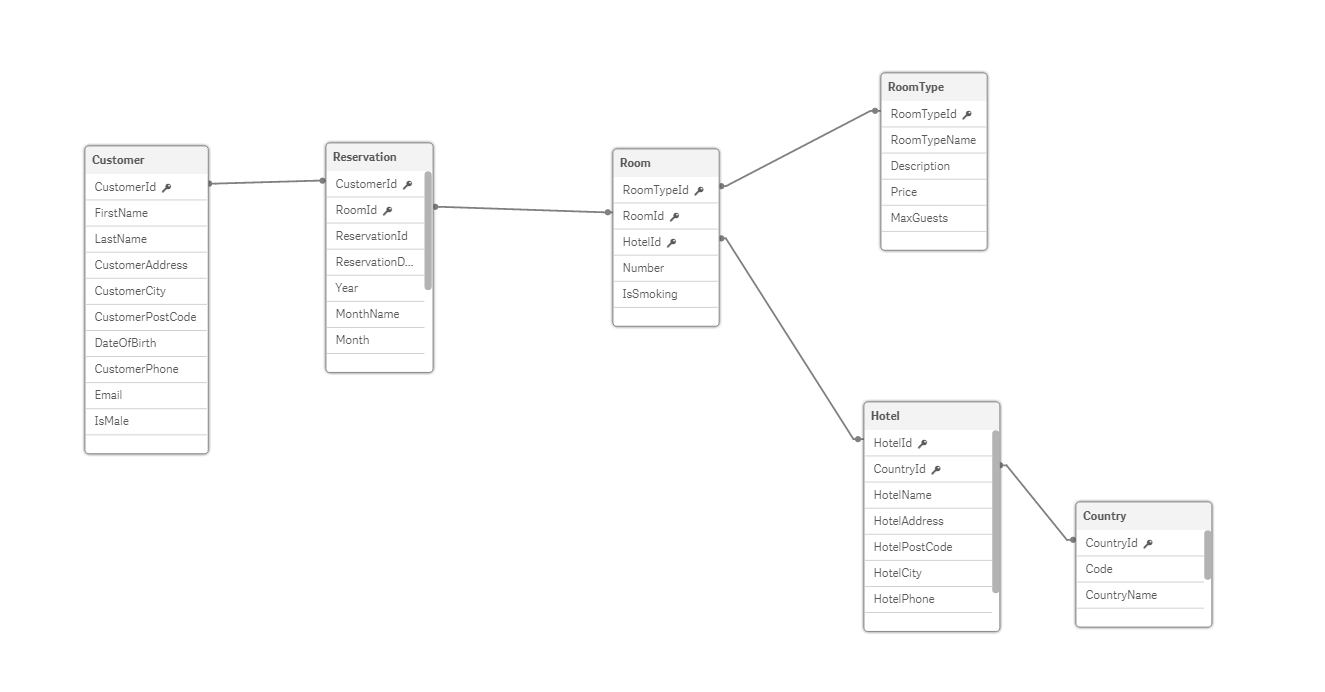 Customer
CustomerId
FirstName
LastName
CustomerAddress
CustomerCity
CustomerPostCode
DateOfBirth
CustomerPhone
Email
IsMale
Reservation
CustomerId
RoomId
ReservationId
ReservationD...
Year
MonthName
Month
Room
RoomTypeId
RoomId
HotelId
Number
IsSmoking
RoomType
RoomTypeId
RoomTypeName
Description
Price
MaxGuests
Hotel
HotelId
CountryId
HotelName
HotelAddress
HotelPostCode
HotelCity
HotelPhone
Country
CountryId
Code
CountryName